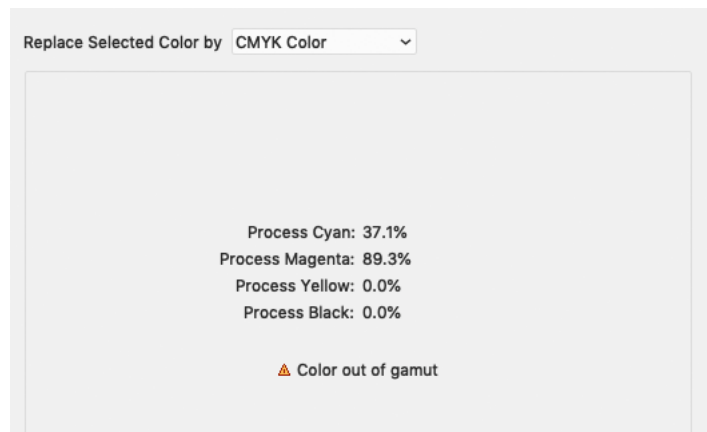 Replace Selected Color by CMYK Color
Process Cyan: 37.1%
Process Magenta: 89.3%
Process Yellow: 0.0%
Process Black: 0.0%
Color out of gamut